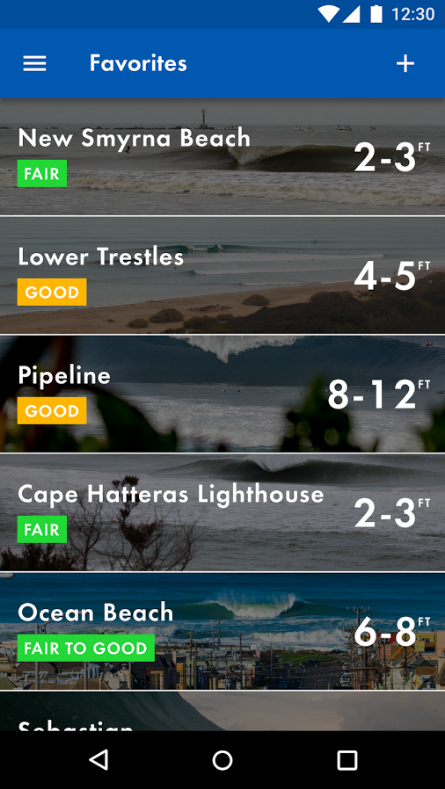 12:30
Favorites
New Smyrna Beach
FAIR
2-3 FT
Lower Trestles
GOOD
4-5 FT
Pipeline
GOOD
8-12 FT
Cape Hatteras Lighthouse
FAIR
2-3 FT
Ocean Beach
FAIR TO GOOD
6-8 FT
Sebastian